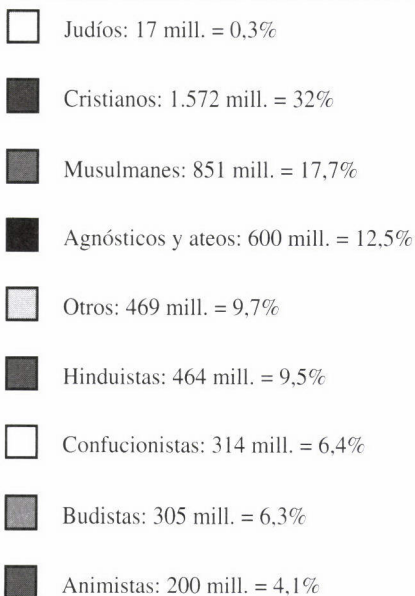 Judíos: 17 mill. = 0,3%
Cristianos: 1.572 mill. = 32%
Musulmanes: 851 mill. = 17,7%
Agnósticos y ateos: 600 mill. = 12,5%
Otros: 469 mill. = 9,7%
Hinduistas: 464 mill. = 9,5%
Confucionistas: 314 mill. = 6,4%
Budistas: 305 mill. = 6,3%
Animistas: 200 mill. = 4,1%